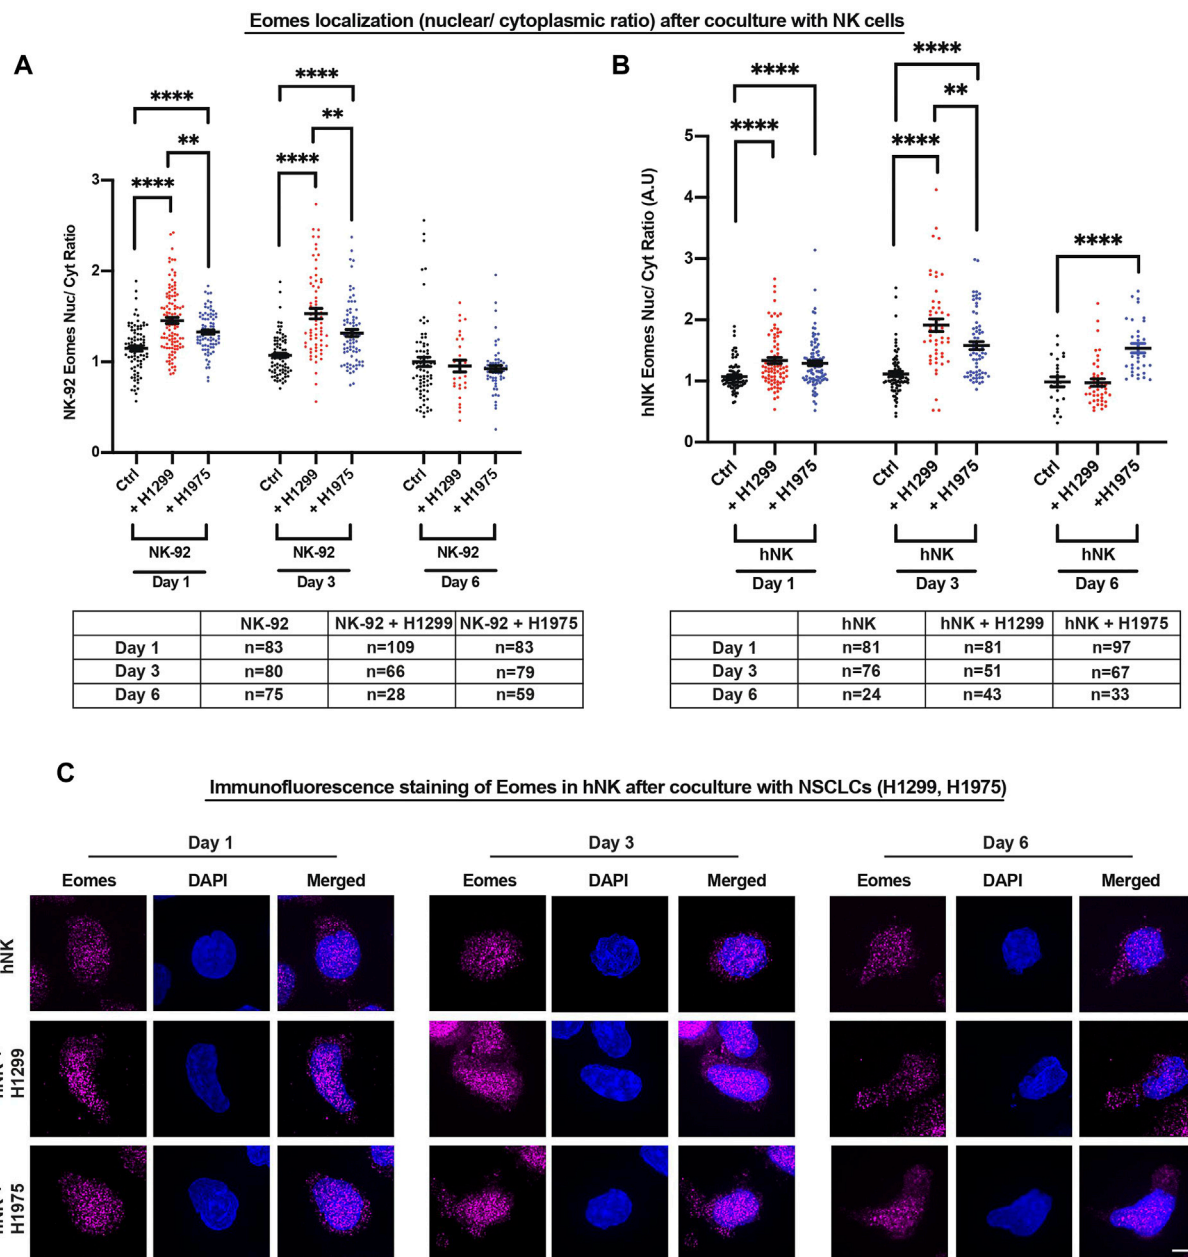 Eomes localization (nuclear/ cytoplasmic ratio) after coculture with NK cells
A
B
**** ** **** **** ** ****
NK-92 Eomes Nuc/ Cyt Ratio
3
2
1
0
Ctrl + H1299 + H1975 Ctrl + H1299 + H1975 Ctrl + H1299 + H1975
NK-92 NK-92 NK-92
Day 1 Day 3 Day 6
**** **** **** ** **** ****
hNK Eomes Nuc/ Cyt Ratio (A.U)
5
4
3
2
1
0
Ctrl + H1299 + H1975 Ctrl + H1299 + H1975 Ctrl + H1299 +H1975
hNK hNK hNK
Day 1 Day 3 Day 6
NK-92 NK-92 + H1299 NK-92 + H1975
Day 1 n=83 n=109 n=83
Day 3 n=80 n=66 n=79
Day 6 n=75 n=28 n=59
hNK hNK + H1299 hNK + H1975
Day 1 n=81 n=81 n=97
Day 3 n=76 n=51 n=67
Day 6 n=24 n=43 n=33
C
Immunofluorescence staining of Eomes in hNK after coculture with NSCLCs (H1299, H1975)
Day 1 Day 3 Day 6
Eomes DAPI Merged Eomes DAPI Merged Eomes DAPI Merged
hNK
H1299
H1975